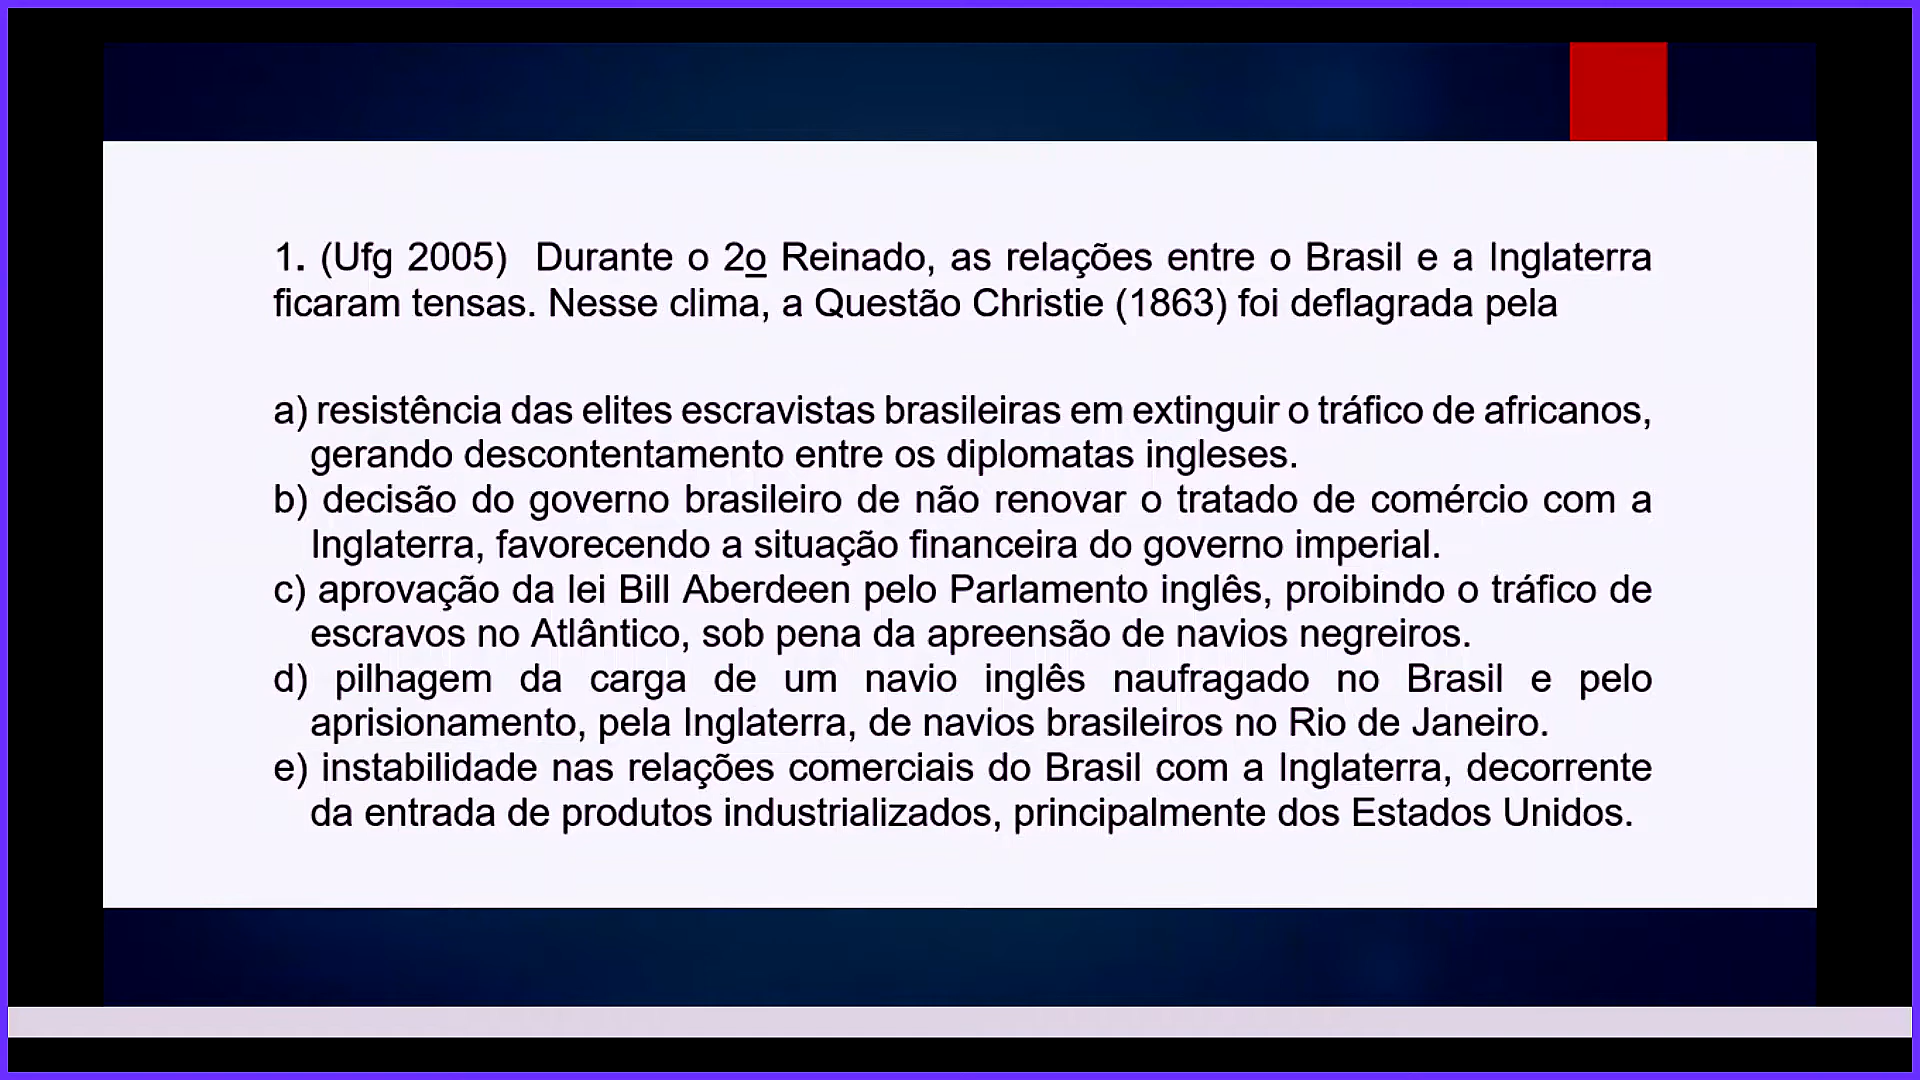 1. (Ufg 2005)  Durante o 2o Reinado, as relações entre o Brasil e a Inglaterra
ficaram tensas. Nesse clima, a Questão Christie (1863) foi deflagrada pela
a) resistência das elites escravistas brasileiras em extinguir o tráfico de africanos,
gerando descontentamento entre os diplomatas ingleses.
b) decisão do governo brasileiro de não renovar o tratado de comércio com a
Inglaterra, favorecendo a situação financeira do governo imperial.
c) aprovação da lei Bill Aberdeen pelo Parlamento inglês, proibindo o tráfico de
escravos no Atlântico, sob pena da apreensão de navios negreiros.
d) pilhagem da carga de um navio inglês naufragado no Brasil e pelo
aprisionamento, pela Inglaterra, de navios brasileiros no Rio de Janeiro.
e) instabilidade nas relações comerciais do Brasil com a Inglaterra, decorrente
da entrada de produtos industrializados, principalmente dos Estados Unidos.